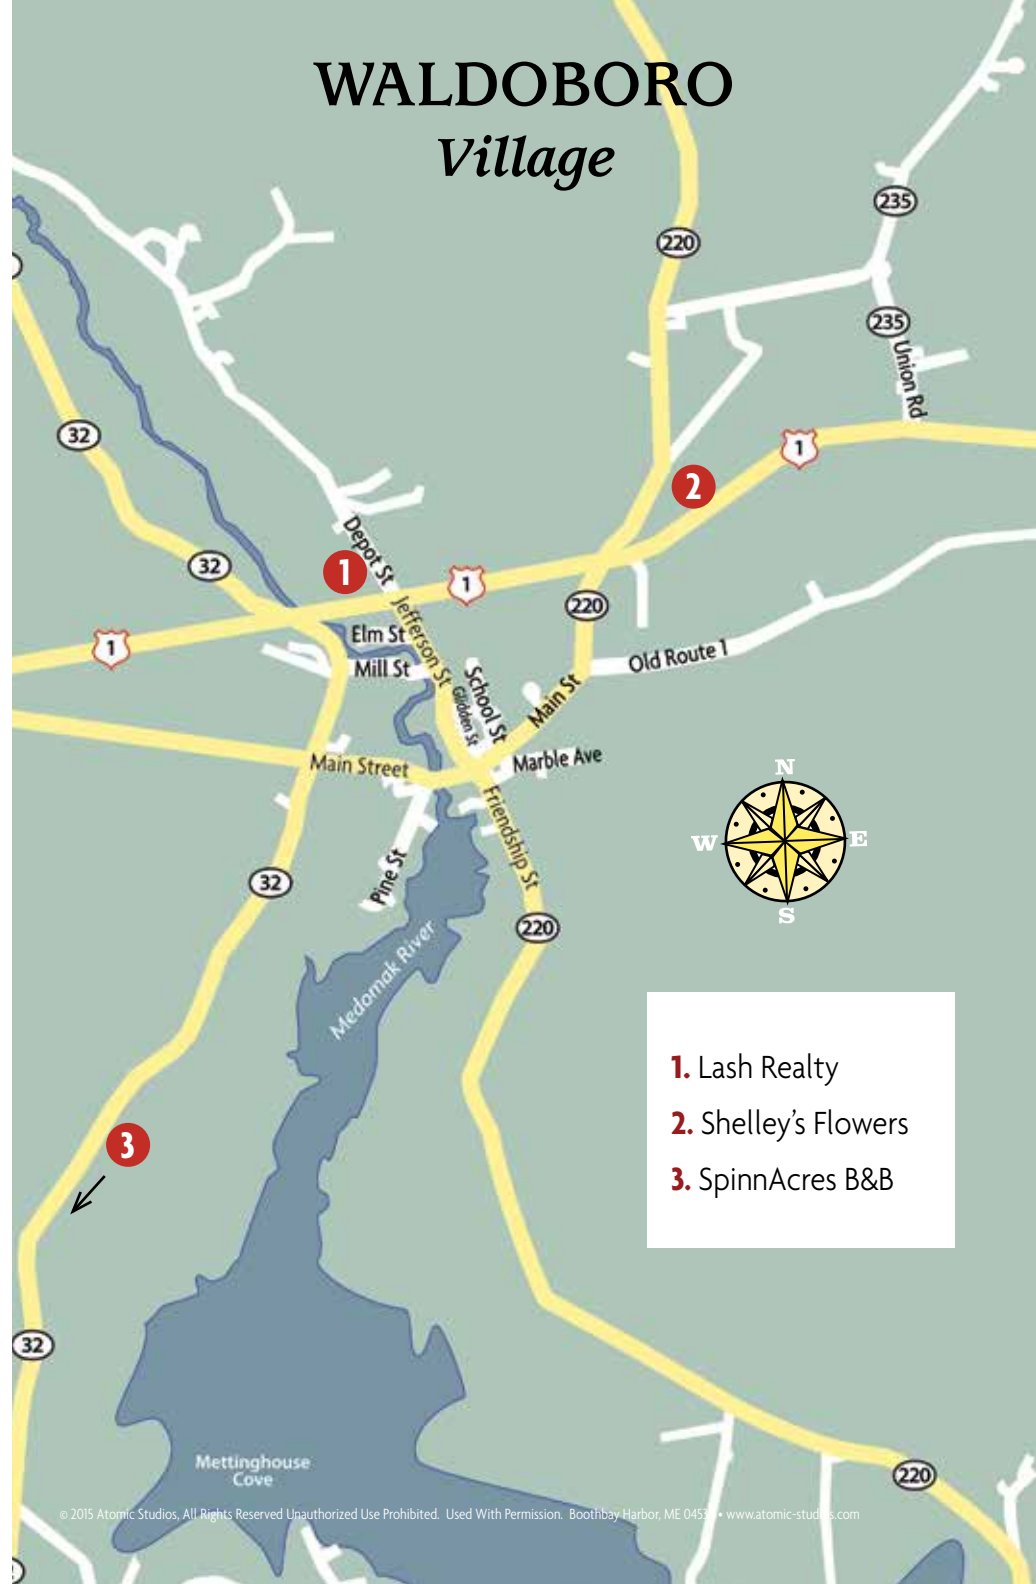 WALDOBORO
Village
235
220
235
Union Rd
32
1
2
Depot St
32
1
1
220
Jefferson St
Elm St
1
Mill St
Old Route 1
School St
Glidden St
Main St
Main Street
Marble Ave
N
W
E
S
Friendship St
Pine St
32
220
Medomak River
1. Lash Realty
2. Shelley's Flowers
3. SpinnAcres B&B
3
32
Mettinghouse
Cove
220
© 2015 Atomic Studios, All Rights Reserved Unauthorized Use Prohibited. Used With Permission. Boothbay Harbor, ME •